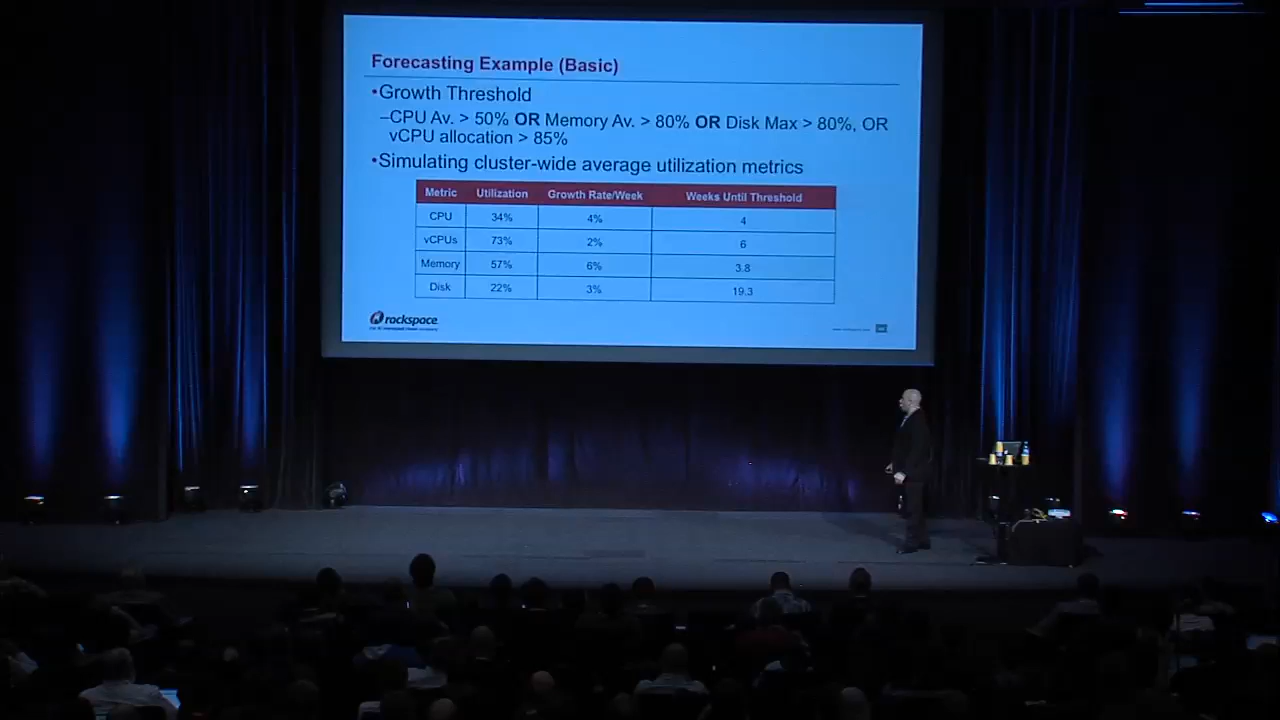 Forecasting Example (Basic)
•Growth Threshold
–CPU Av. > 50% OR Memory Av. > 80% OR Disk Max > 80%, OR
vCPU allocation > 85%
•Simulating cluster-wide average utilization metrics
Metric Utilization Growth Rate/Week Weeks Until Threshold
CPU 34% 4% 4
vCPUs 73% 2% 6
Memory 57% 6% 3.8
Disk 22% 3% 19.3
rackspace